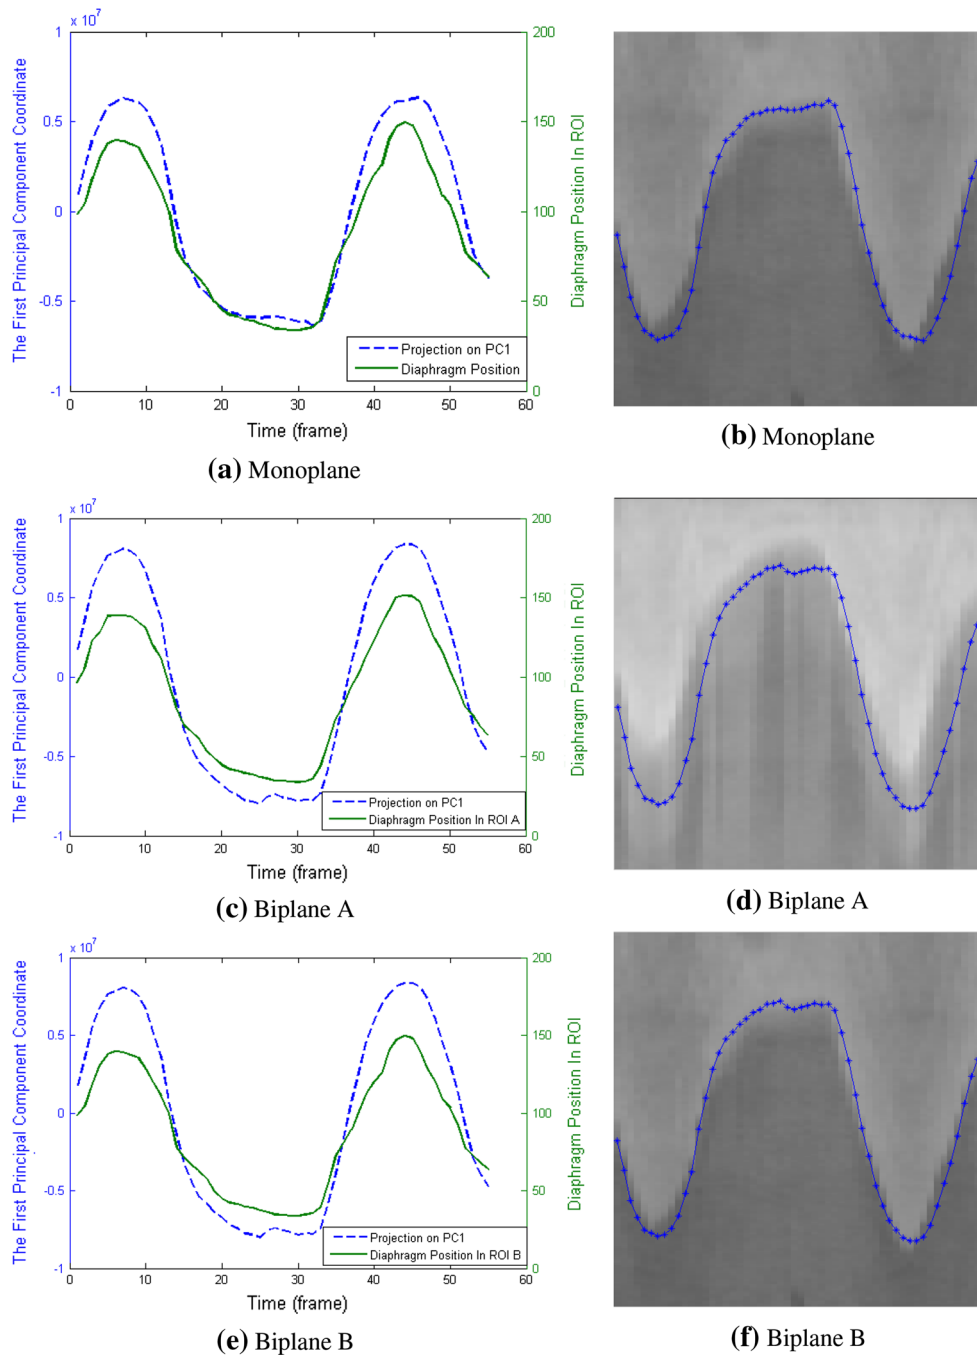 x 10^7
The First Principal Component Coordinate
1
0.5
0
-0.5
-1
200
150
100
50
0
Diaphragm Position In ROI
Projection on PC1
Diaphragm Position
0 10 20 30 40 50 60
Time (frame)
(a) Monoplane
(b) Monoplane
x 10^7
The First Principal Component Coordinate
1
0.5
0
-0.5
-1
200
150
100
50
0
Diaphragm Position In ROI
Projection on PC1
Diaphragm Position In ROI A
0 10 20 30 40 50 60
Time (frame)
(c) Biplane A
(d) Biplane A
x 10^7
The First Principal Component Coordinate
1
0.5
0
-0.5
-1
200
150
100
50
0
Diaphragm Position In ROI
Projection on PC1
Diaphragm Position In ROI B
0 10 20 30 40 50 60
Time (frame)
(e) Biplane B
(f) Biplane B